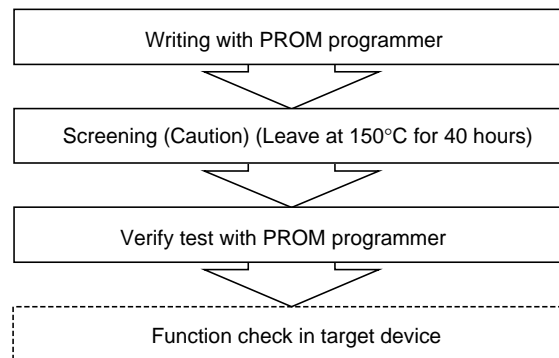 Writing with PROM programmer
Screening (Caution) (Leave at 150°C for 40 hours)
Verify test with PROM programmer
Function check in target device